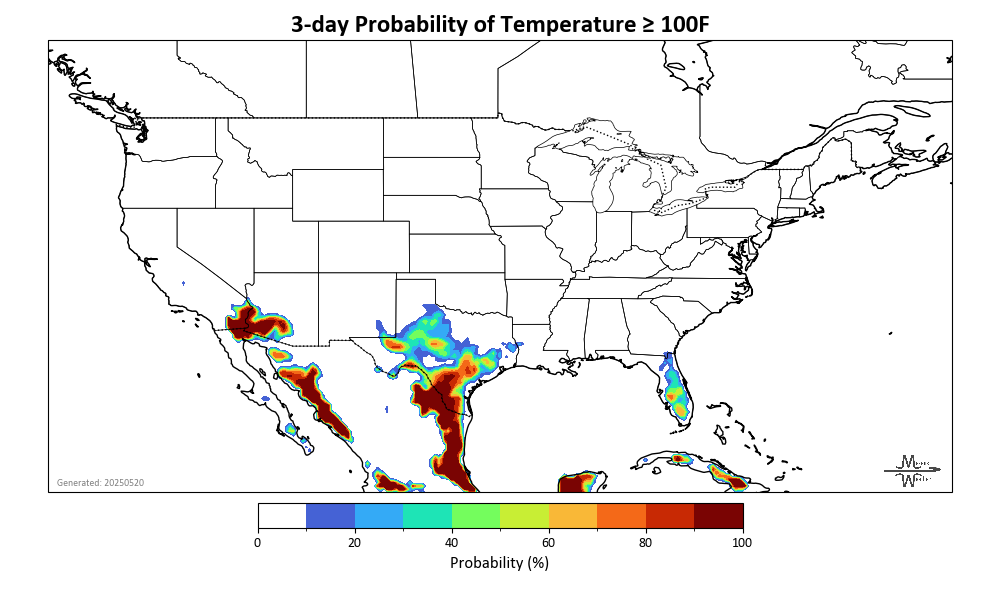 3-day Probability of Temperature ≥ 100F
Generated: 20250520
0 20 40 60 80 100
Probability (%)